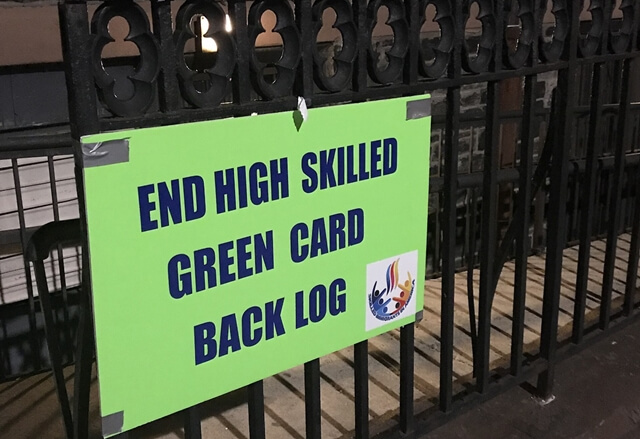 END HIGH SKILLED
GREEN CARD
BACK LOG